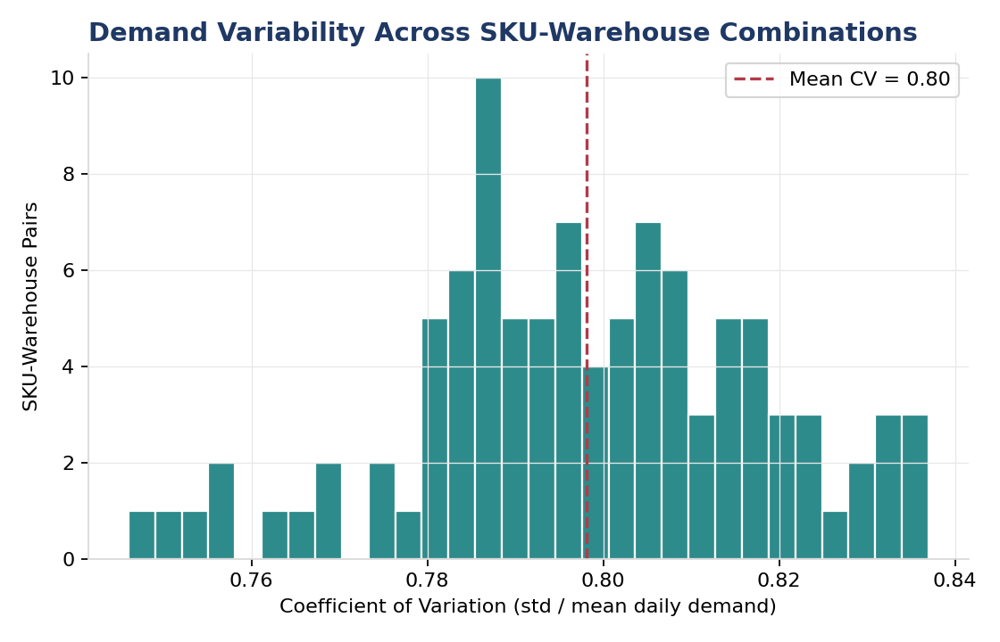 Demand Variability Across SKU-Warehouse Combinations
Mean CV = 0.80
SKU-Warehouse Pairs
10
8
6
4
2
0
0.76 0.78 0.80 0.82 0.84
Coefficient of Variation (std / mean daily demand)